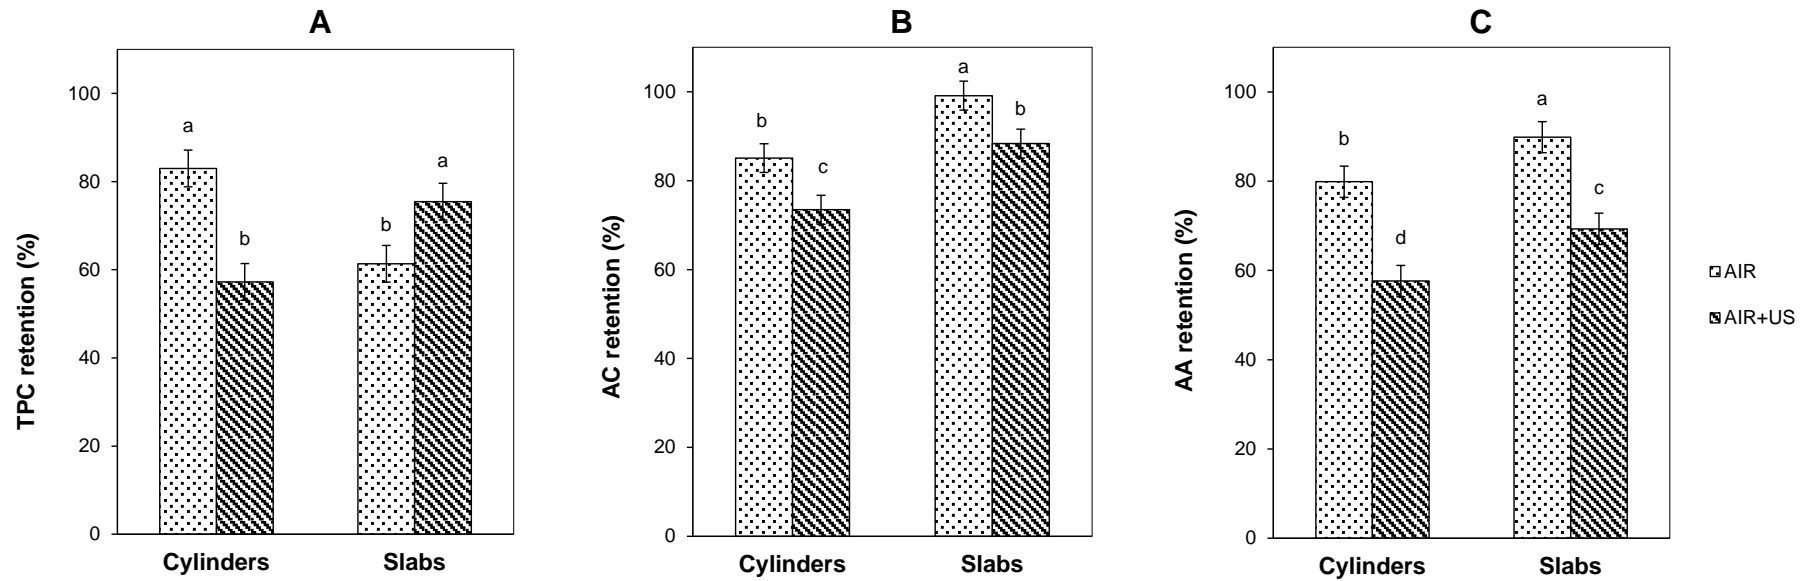 A
TPC retention (%)
100
80
60
40
20
0
a
b
b
a
Cylinders
Slabs
B
AC retention (%)
100
80
60
40
20
0
b
c
a
b
Cylinders
Slabs
C
AA retention (%)
100
80
60
40
20
0
b
d
a
c
Cylinders
Slabs
AIR
AIR+US